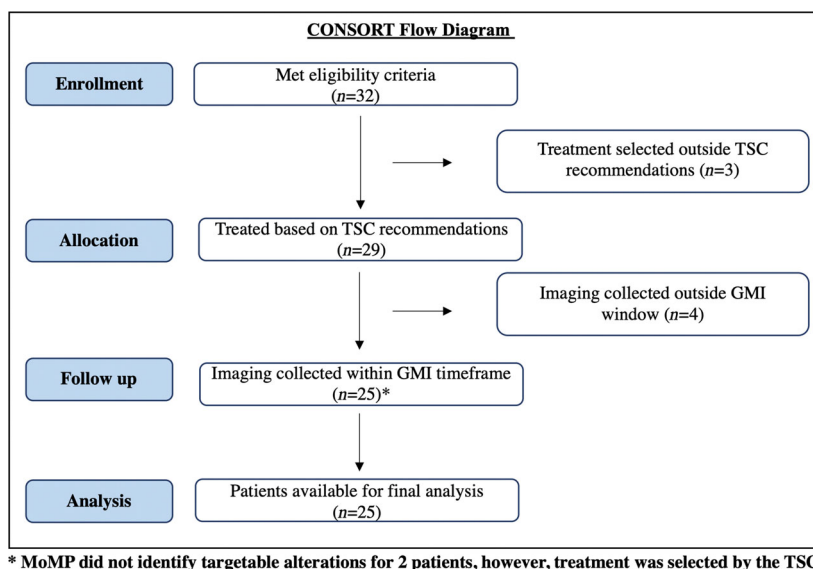 CONSORT Flow Diagram
Enrollment
Met eligibility criteria
(n=32)
Treatment selected outside TSC
recommendations (n=3)
Allocation
Treated based on TSC recommendations
(n=29)
Imaging collected outside GMI
window (n=4)
Follow up
Imaging collected within GMI timeframe
(n=25)*
Analysis
Patients available for final analysis
(n=25)
* MoMP did not identify targetable alterations for 2 patients, however, treatment was selected by the TSC